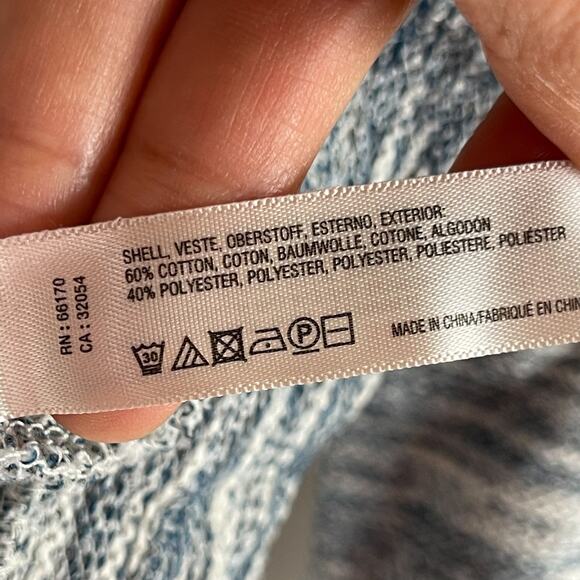 RN : 66170
CA : 32054
SHELL, VESTE, OBERSTOFF, ESTERNO, EXTERIOR:
60% COTTON, COTON, BAUMWOLLE, COTONE, ALGODÓN
40% POLYESTER, POLYESTER, POLYESTER, POLIESTERE, POLIÉSTER
30
P
MADE IN CHINA/FABRIQUÉ EN